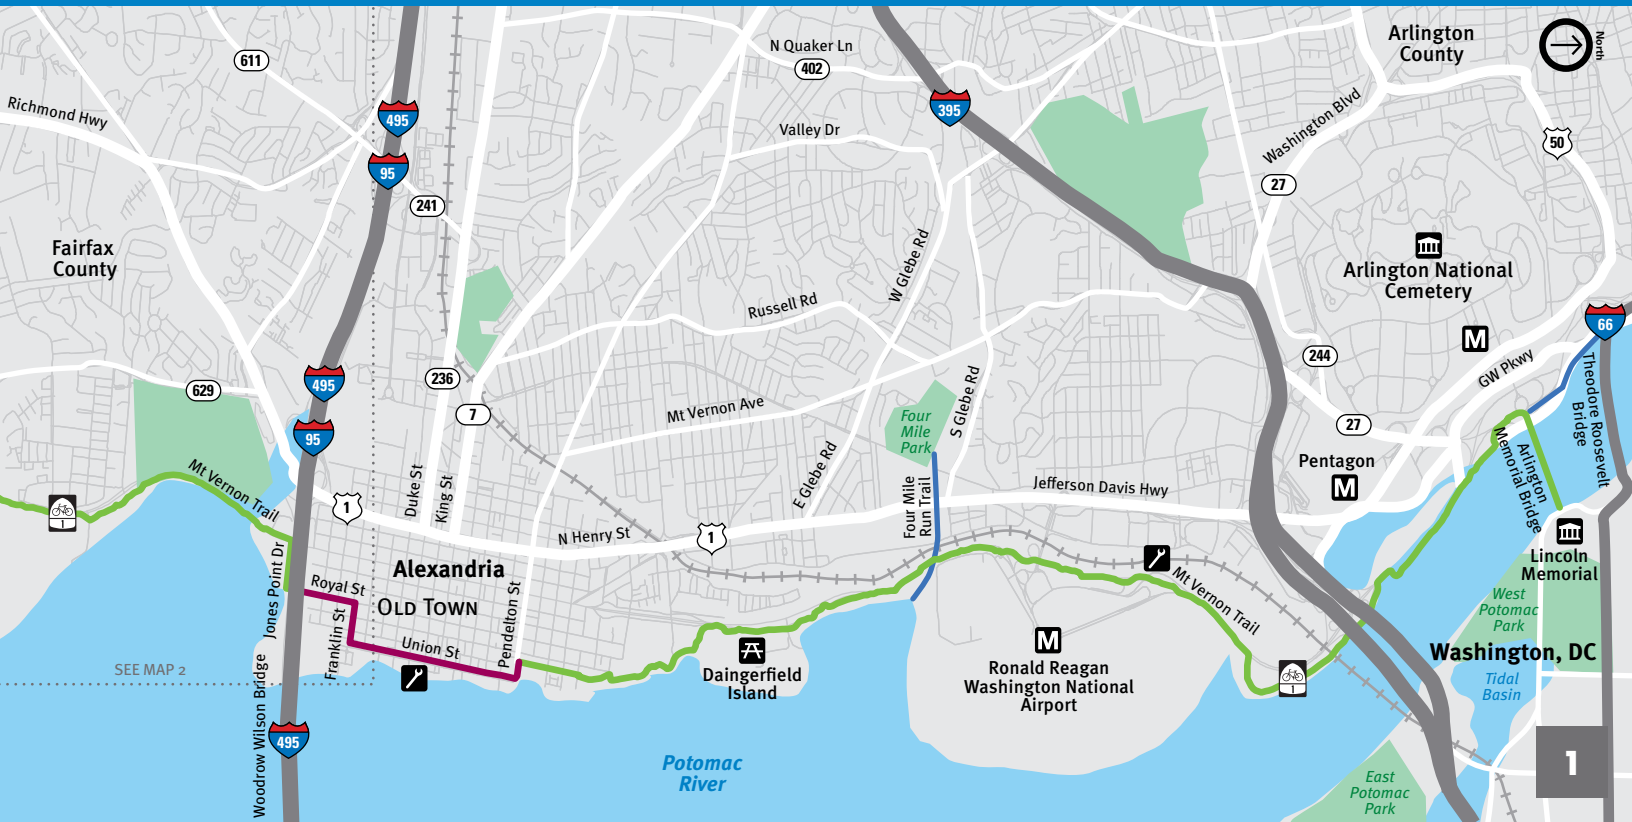 N Quaker Ln
402
Arlington
County
North
611
Richmond Hwy
495
395
Washington Blvd
Valley Dr
50
95
27
241
Fairfax
County
W Glebe Rd
Arlington National
Cemetery
Russell Rd
66
M
244
GW Pkwy
Theodore Roosevelt
Bridge
629
495
236
7
Mt Vernon Ave
S Glebe Rd
Four
Mile
Park
27
95
Arlington
Memorial Bridge
Pentagon
M
Mt Vernon Trail
Duke St
King St
E Glebe Rd
Four Mile
Run Trail
Jefferson Davis Hwy
1
1
N Henry St
1
Lincoln
Memorial
Jones Point Dr
Alexandria
Old Town
Royal St
Franklin St
Union St
Pendelton St
Mt Vernon Trail
West
Potomac
Park
M
Ronald Reagan
Washington National
Airport
Daingerfield
Island
1
Washington, DC
Tidal
Basin
SEE MAP 2
Woodrow Wilson Bridge
495
Potomac
River
East
Potomac
Park
1